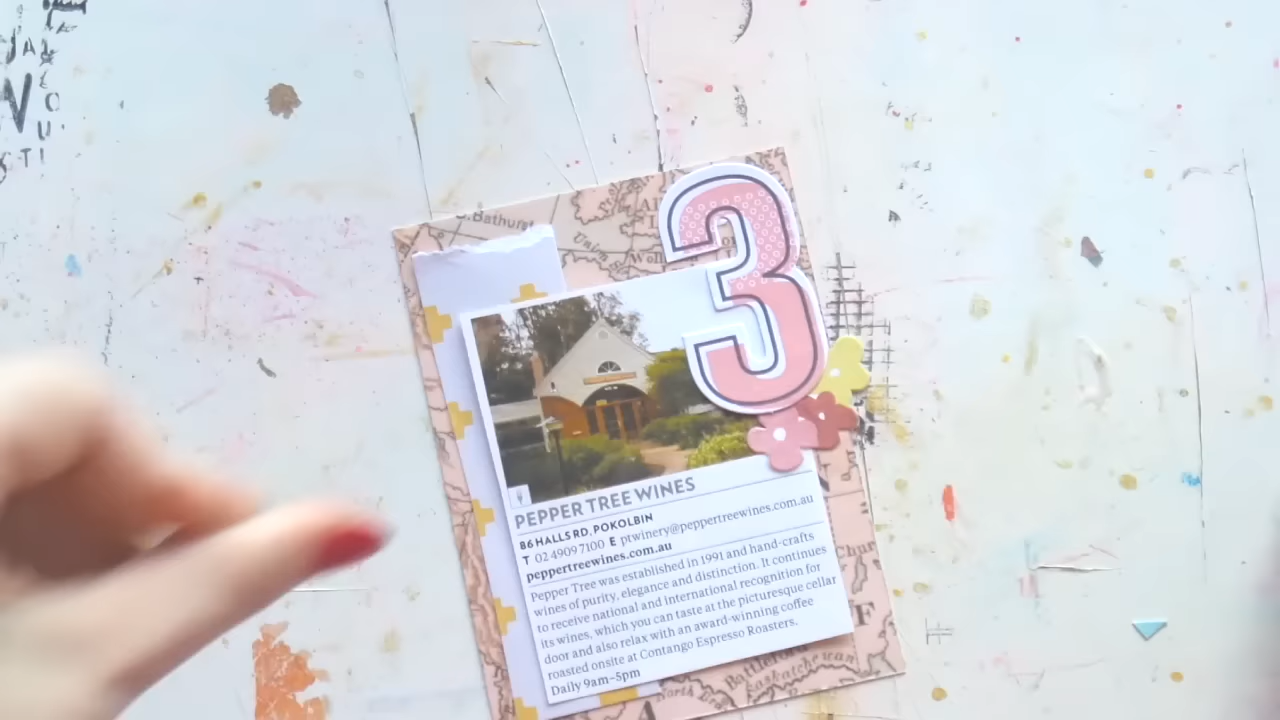 Bathurst
3
PEPPER TREE WINES
86 HALLS RD, POKOLBIN
T 02 4909 7100 E ptwinery@peppertreewines.com.au
peppertreewines.com.au
Pepper Tree was established in 1991 and hand-crafts
wines of purity, elegance and distinction. It continues
to receive national and international recognition for
its wines, which you can taste at the picturesque cellar
door and also relax with an award-winning coffee
roasted onsite at Contango Espresso Roasters.
Daily 9am–5pm
Battleford
Saskatchewan
North